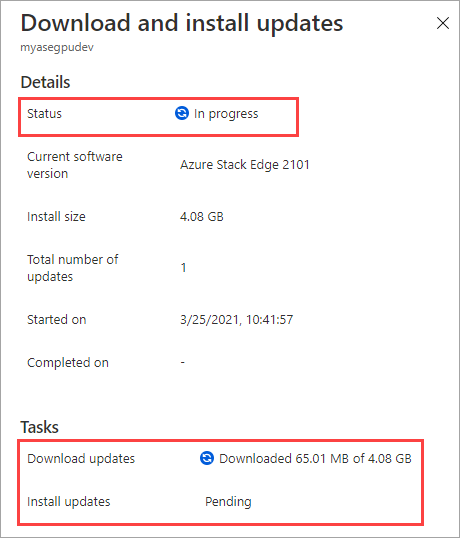 Download and install updates
myasegpudev
Details
Status In progress
Current software
version
Azure Stack Edge 2101
Install size 4.08 GB
Total number of
updates
1
Started on 3/25/2021, 10:41:57
Completed on -
Tasks
Download updates Downloaded 65.01 MB of 4.08 GB
Install updates Pending